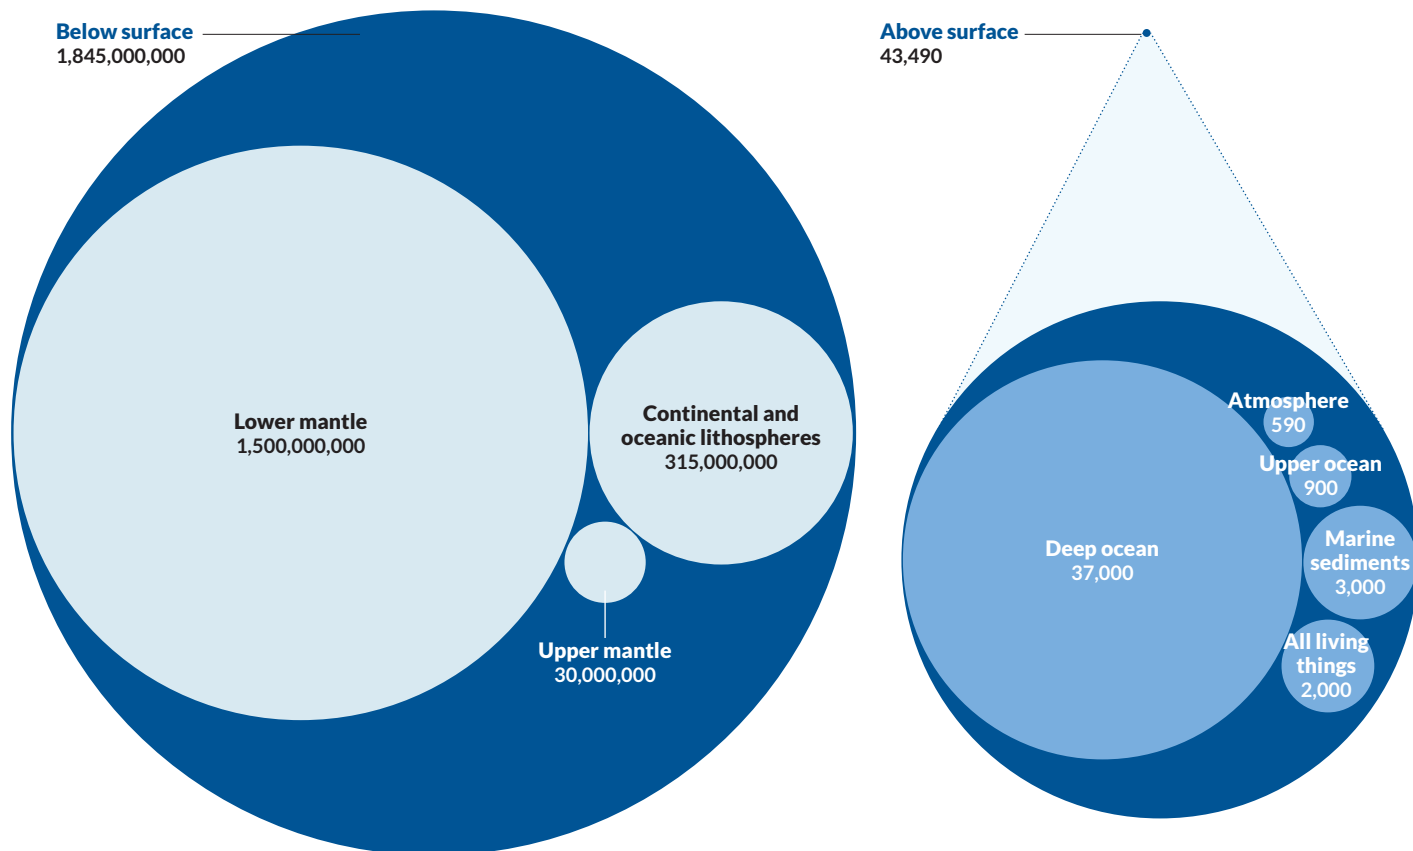 Below surface
1,845,000,000
Lower mantle
1,500,000,000
Continental and
oceanic lithospheres
315,000,000
Upper mantle
30,000,000
Above surface
43,490
Atmosphere
590
Upper ocean
900
Deep ocean
37,000
Marine
sediments
3,000
All living
things
2,000